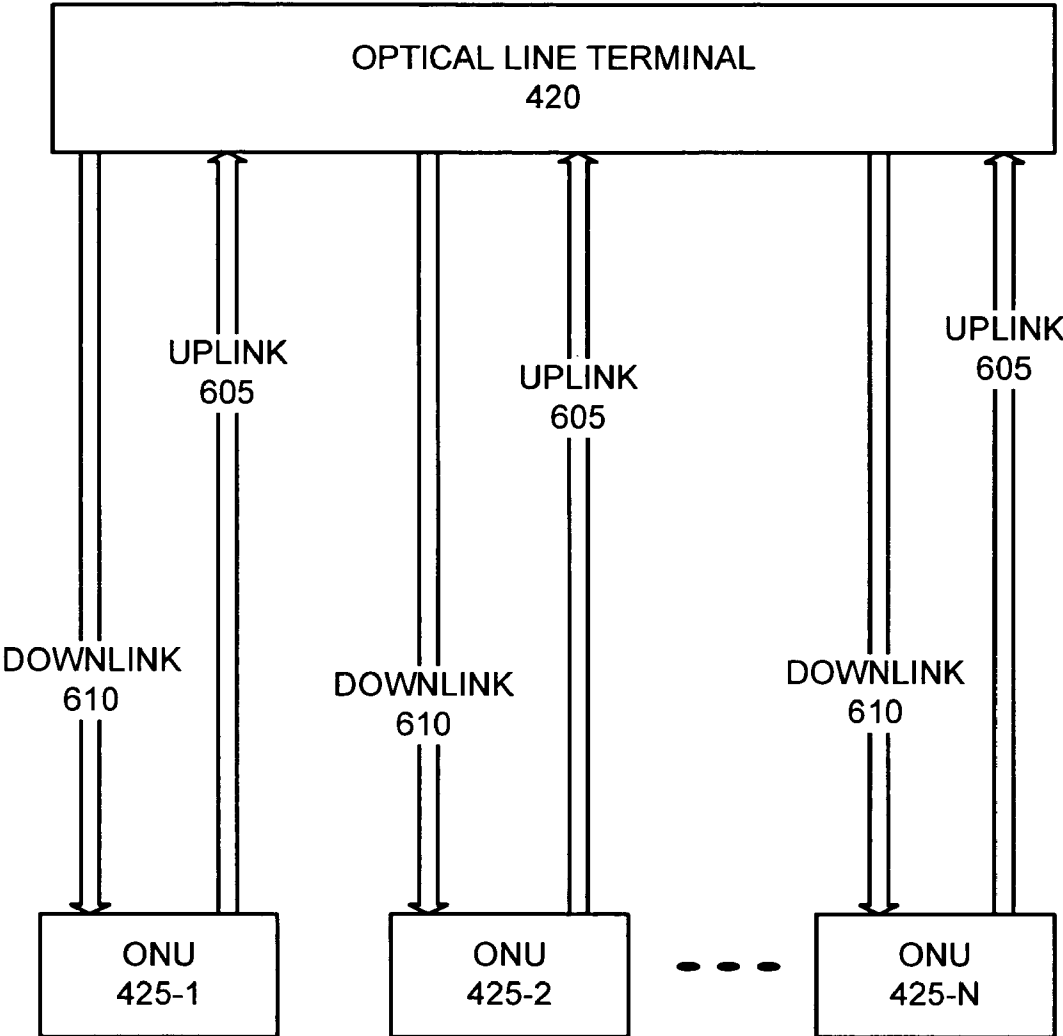 OPTICAL LINE TERMINAL
420
UPLINK
605
UPLINK
605
UPLINK
605
DOWNLINK
610
DOWNLINK
610
DOWNLINK
610
ONU
425-1
ONU
425-2
ONU
425-N